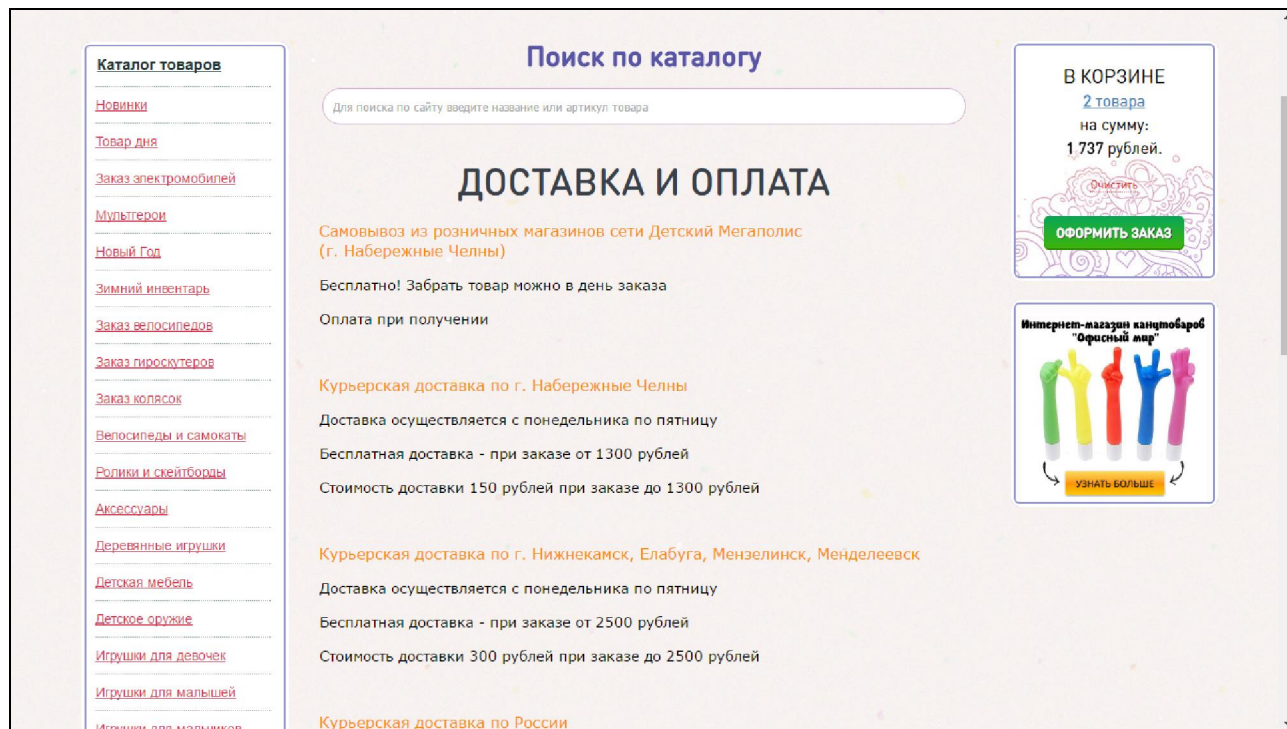 Каталог товаров
Новинки
Товар дня
Заказ электромобилей
Мультгерои
Новый Год
Зимний инвентарь
Заказ велосипедов
Заказ гироскутеров
Заказ колясок
Велосипеды и самокаты
Ролики и скейтборды
Аксессуары
Деревянные игрушки
Детская мебель
Детское оружие
Игрушки для девочек
Игрушки для малышей
Игрушки для мальчиков
Поиск по каталогу
Для поиска по сайту введите название или артикул товара
ДОСТАВКА И ОПЛАТА
Самовывоз из розничных магазинов сети Детский Мегаполис
(г. Набережные Челны)
Бесплатно! Забрать товар можно в день заказа
Оплата при получении
Курьерская доставка по г. Набережные Челны
Доставка осуществляется с понедельника по пятницу
Бесплатная доставка - при заказе от 1300 рублей
Стоимость доставки 150 рублей при заказе до 1300 рублей
Курьерская доставка по г. Нижнекамск, Елабуга, Мензелинск, Менделеевск
Доставка осуществляется с понедельника по пятницу
Бесплатная доставка - при заказе от 2500 рублей
Стоимость доставки 300 рублей при заказе до 2500 рублей
Курьерская доставка по России
В КОРЗИНЕ
2 товара
на сумму:
1 737 рублей.
Очистить
ОФОРМИТЬ ЗАКАЗ
Интернет-магазин канцтоваров
"Офисный мир"
УЗНАТЬ БОЛЬШЕ